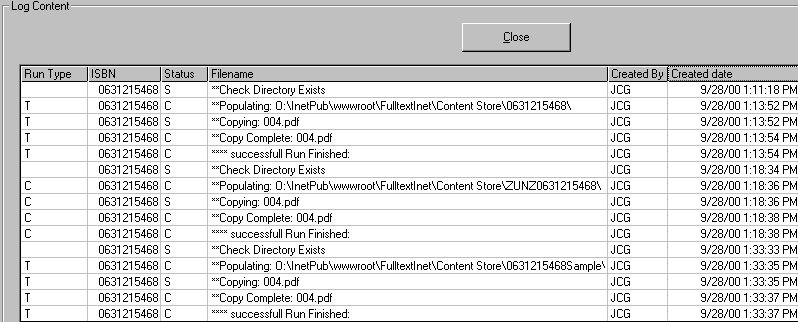 Log Content
Close
Run Type ISBN Status Filename Created By Created date
0631215468 S **Check Directory Exists JCG 9/28/00 1:11:18 PM
T 0631215468 C **Populating: O:\InetPub\wwwroot\FulltextInet\Content Store\0631215468\ JCG 9/28/00 1:13:52 PM
T 0631215468 S **Copying: 004.pdf JCG 9/28/00 1:13:52 PM
T 0631215468 C **Copy Complete: 004.pdf JCG 9/28/00 1:13:54 PM
T 0631215468 C **** successfull Run Finished: JCG 9/28/00 1:13:54 PM
0631215468 S **Check Directory Exists JCG 9/28/00 1:18:34 PM
C 0631215468 C **Populating: O:\InetPub\wwwroot\FulltextInet\Content Store\ZUNZ0631215468\ JCG 9/28/00 1:18:36 PM
C 0631215468 S **Copying: 004.pdf JCG 9/28/00 1:18:36 PM
C 0631215468 C **Copy Complete: 004.pdf JCG 9/28/00 1:18:38 PM
C 0631215468 C **** successfull Run Finished: JCG 9/28/00 1:18:38 PM
0631215468 S **Check Directory Exists JCG 9/28/00 1:33:33 PM
T 0631215468 C **Populating: O:\InetPub\wwwroot\FulltextInet\Content Store\0631215468Sample\ JCG 9/28/00 1:33:35 PM
T 0631215468 S **Copying: 004.pdf JCG 9/28/00 1:33:35 PM
T 0631215468 C **Copy Complete: 004.pdf JCG 9/28/00 1:33:37 PM
T 0631215468 C **** successfull Run Finished: JCG 9/28/00 1:33:37 PM